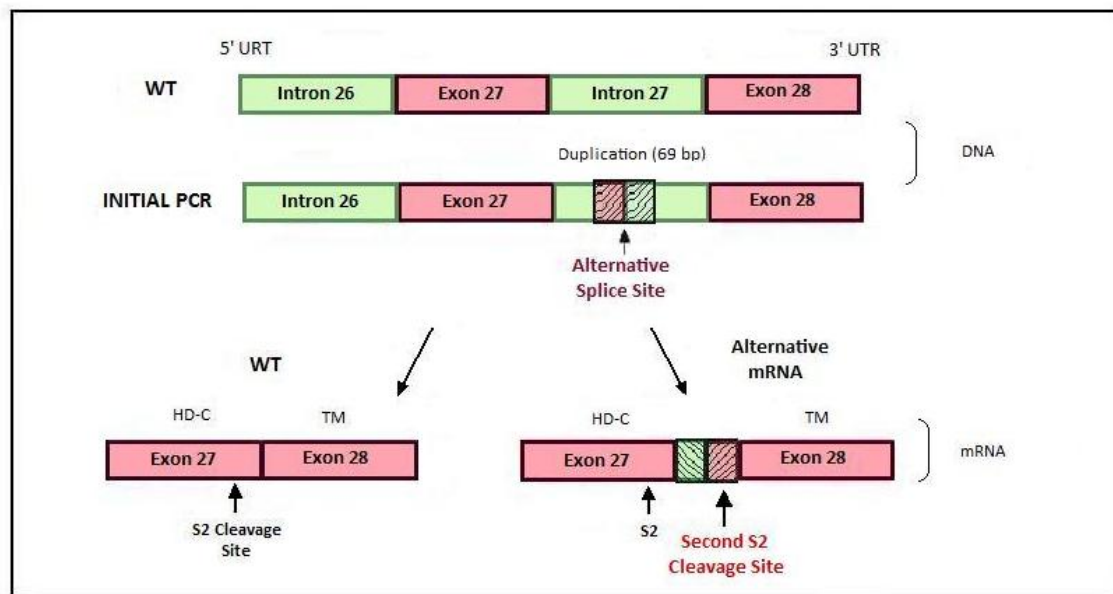 5' URT
3' UTR
WT
Intron 26
Exon 27
Intron 27
Exon 28
DNA
Duplication (69 bp)
INITIAL PCR
Intron 26
Exon 27
Exon 28
Alternative
Splice Site
WT
Alternative
mRNA
HD-C
TM
HD-C
TM
Exon 27
Exon 28
Exon 27
Exon 28
mRNA
S2 Cleavage
Site
S2
Second S2
Cleavage Site